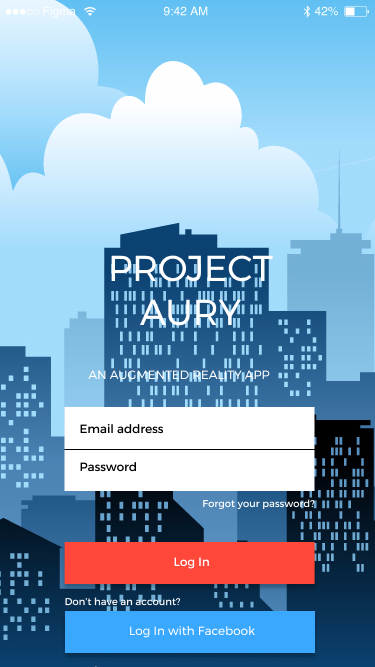 Figma 9:42 AM 42%
PROJECT
AURY
AN AUGMENTED REALITY APP
Email address
Password
Forgot your password?
Log In
Don't have an account?
Log In with Facebook